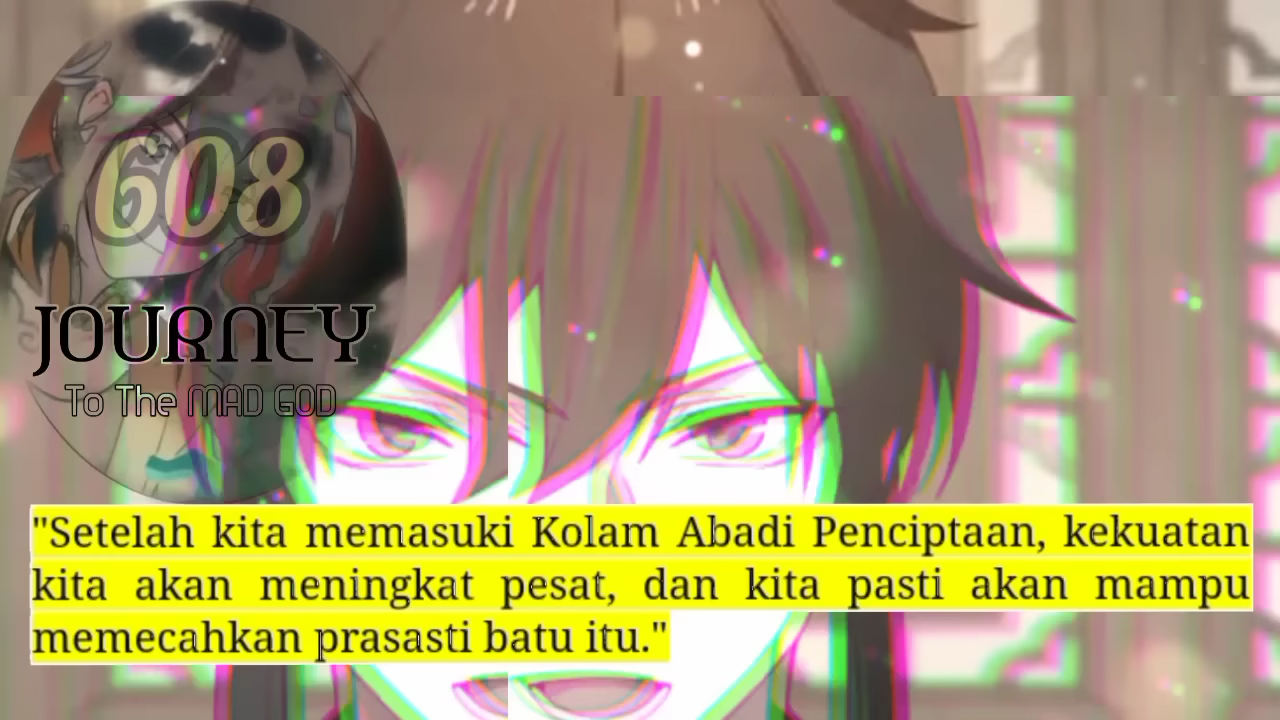 608
JOURNEY
To The MAD GOD
"Setelah kita memasuki Kolam Abadi Penciptaan, kekuatan
kita akan meningkat pesat, dan kita pasti akan mampu
memecahkan prasasti batu itu."